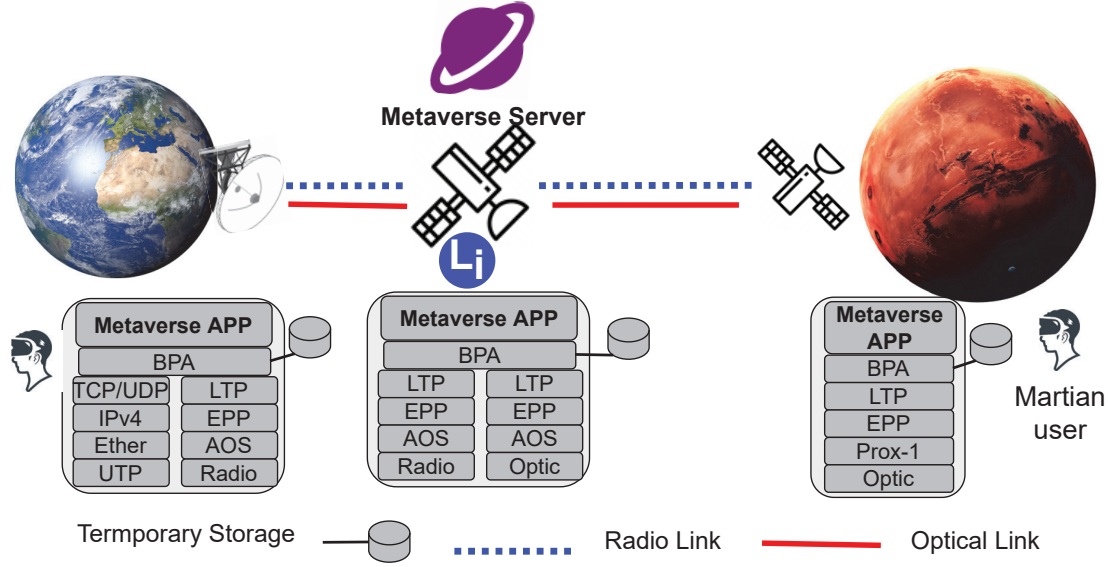 Metaverse Server
Li
Metaverse APP
BPA
TCP/UDP
LTP
IPv4
EPP
Ether
AOS
UTP
Radio
Metaverse APP
BPA
LTP
LTP
EPP
EPP
AOS
AOS
Radio
Optic
Metaverse
APP
BPA
LTP
EPP
Prox-1
Optic
Martian
user
Termporary Storage
Radio Link
Optical Link